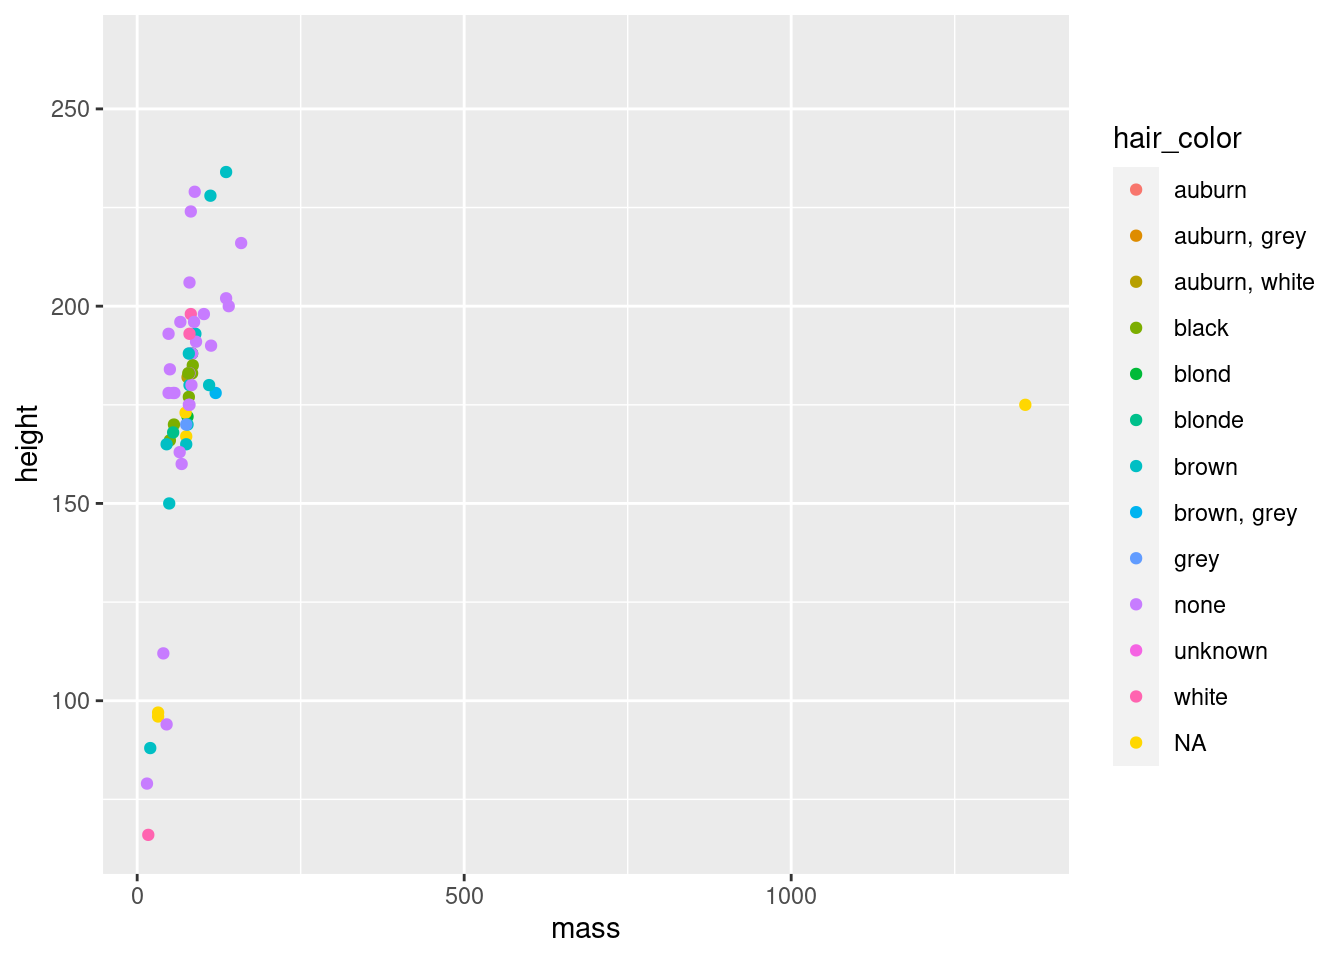 250
200
150
100
height
0
500
1000
mass
hair_color
auburn
auburn, grey
auburn, white
black
blond
blonde
brown
brown, grey
grey
none
unknown
white
NA